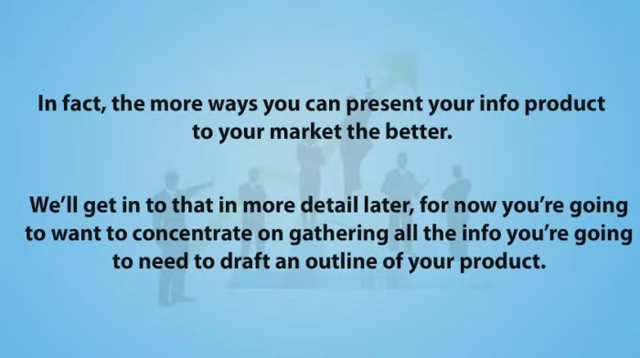 In fact, the more ways you can present your info product
to your market the better.
We'll get in to that in more detail later, for now you're going
to want to concentrate on gathering all the info you're going
to need to draft an outline of your product.